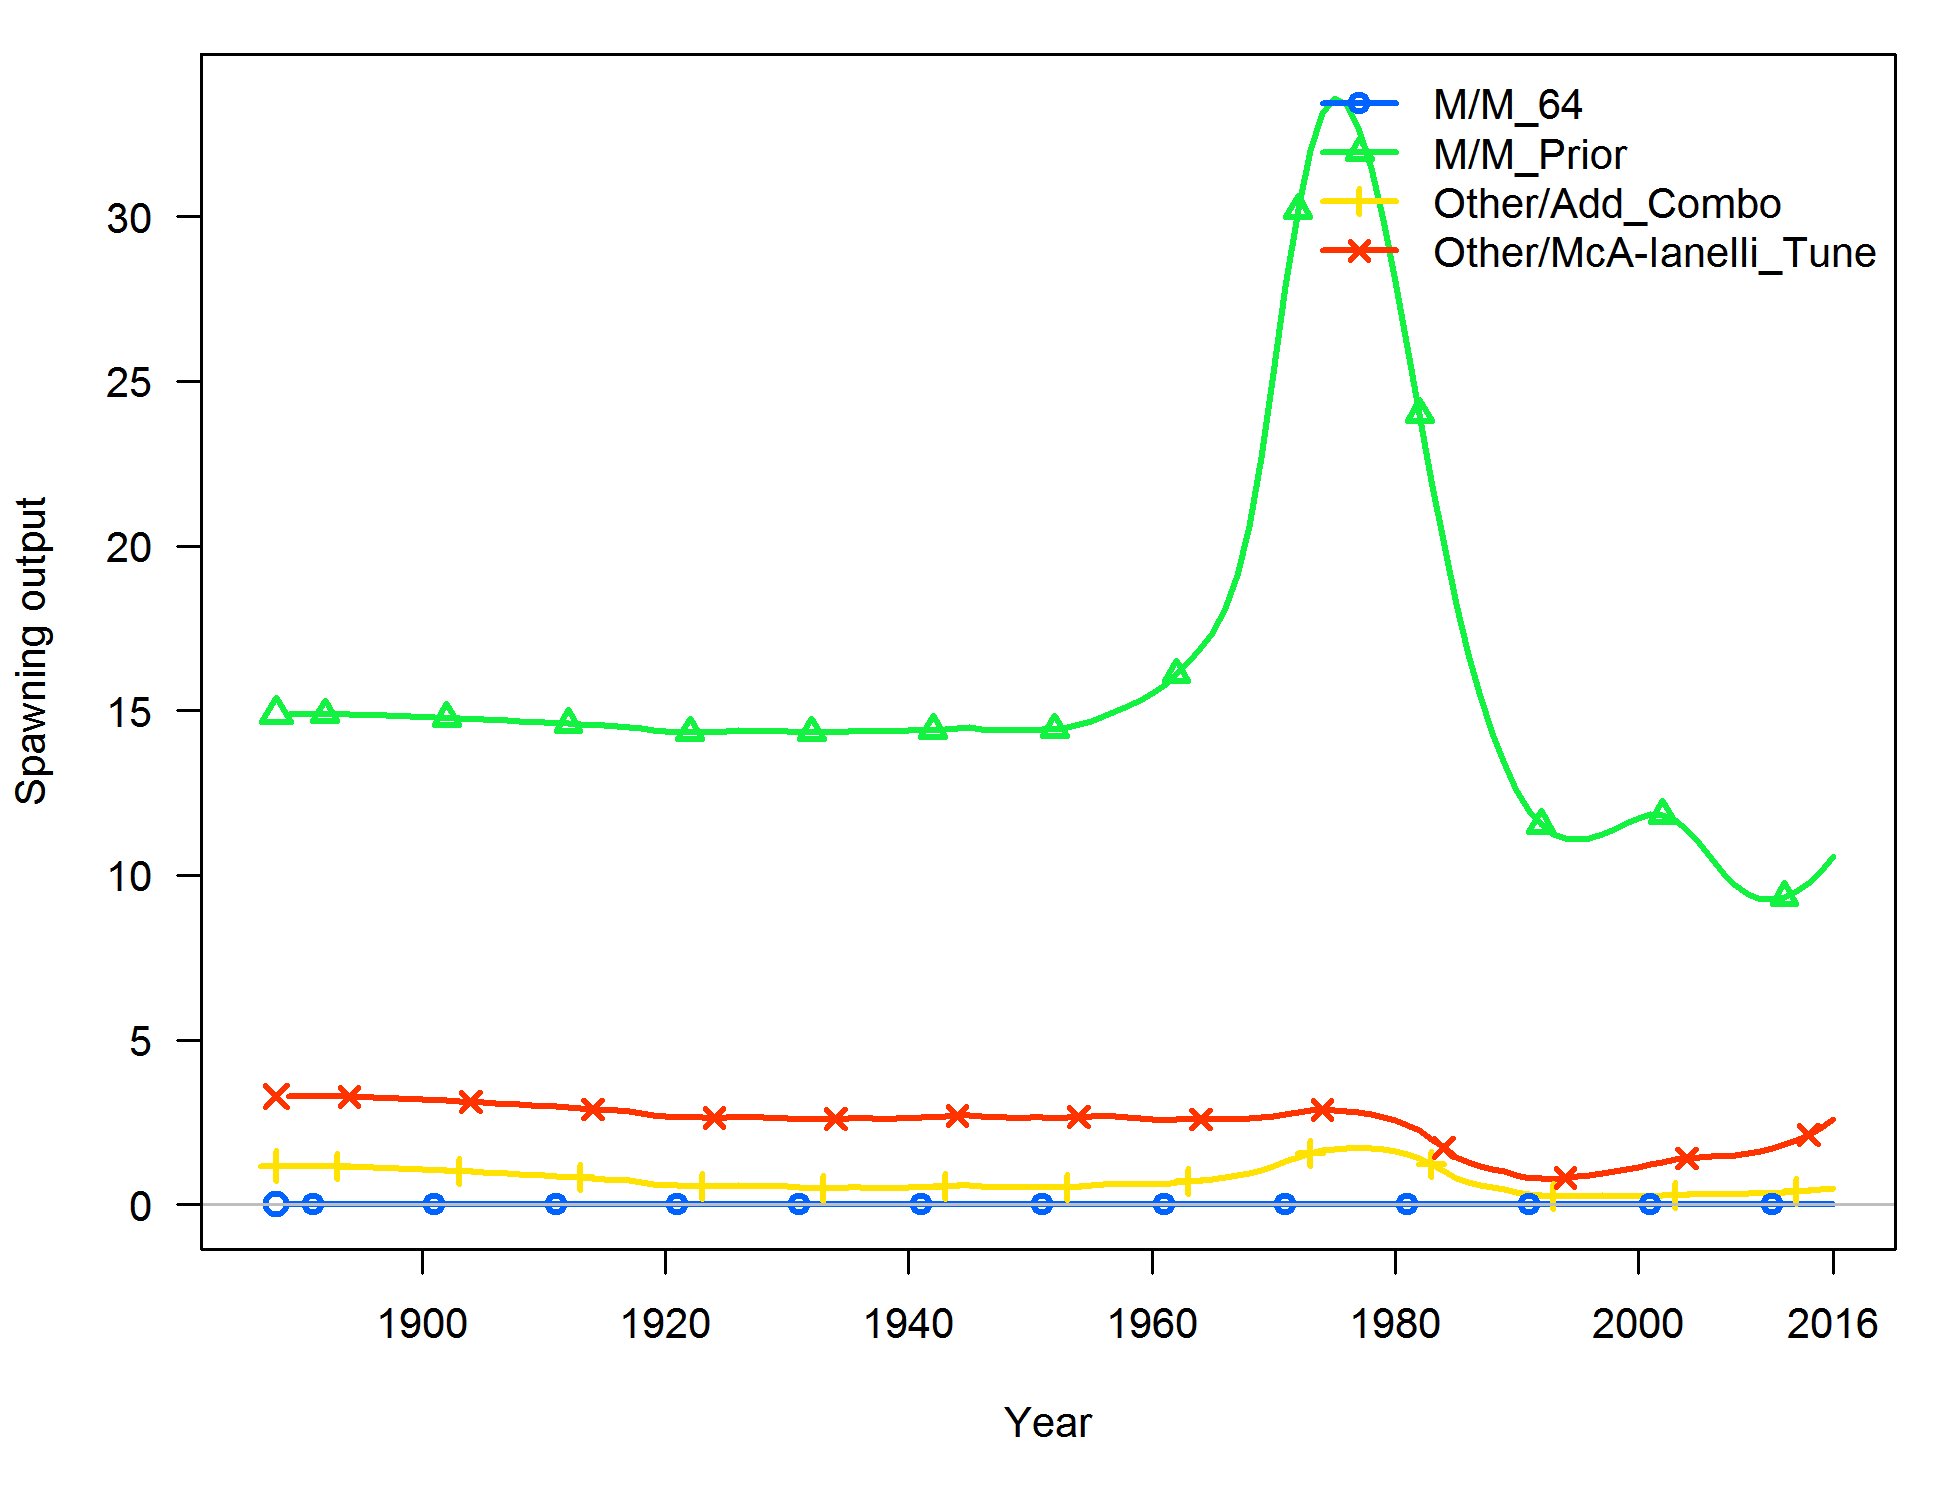 M/M_64
M/M_Prior
Other/Add_Combo
Other/McA-Ianelli_Tune
30
25
20
15
10
5
0
Spawning output
1900 1920 1940 1960 1980 2000 2016
Year